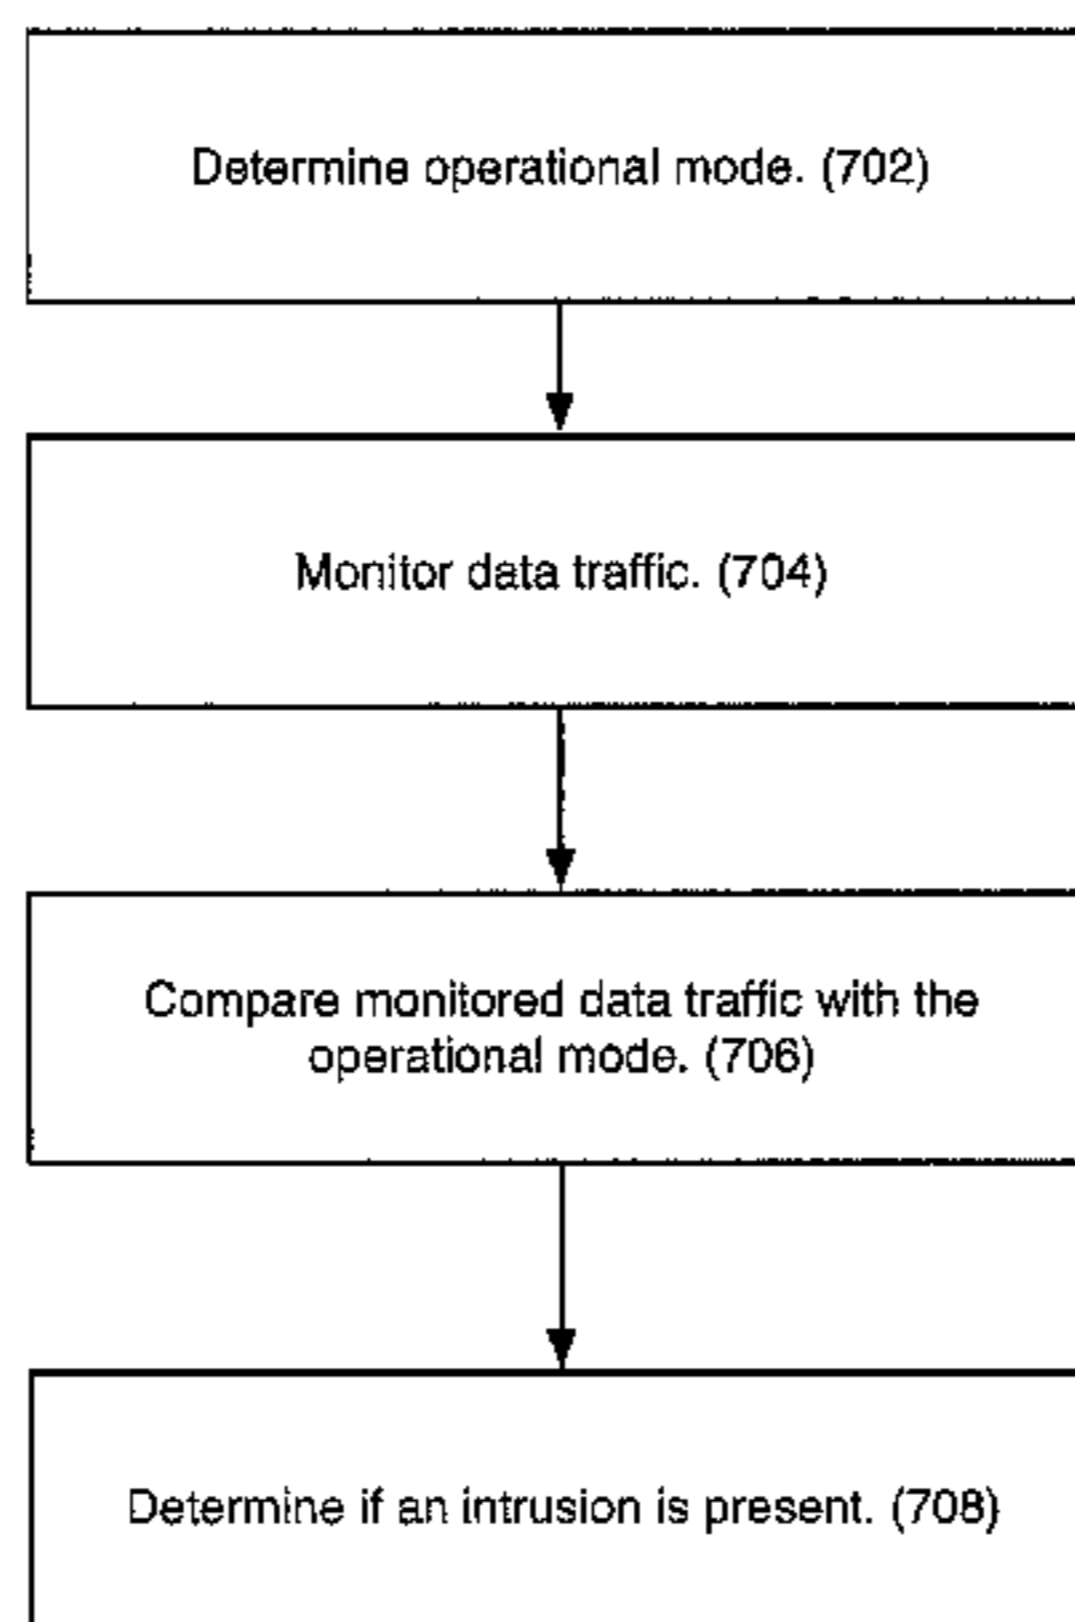 Determine operational mode. (702)
Monitor data traffic. (704)
Compare monitored data traffic with the
operational mode. (706)
Determine if an intrusion is present. (708)